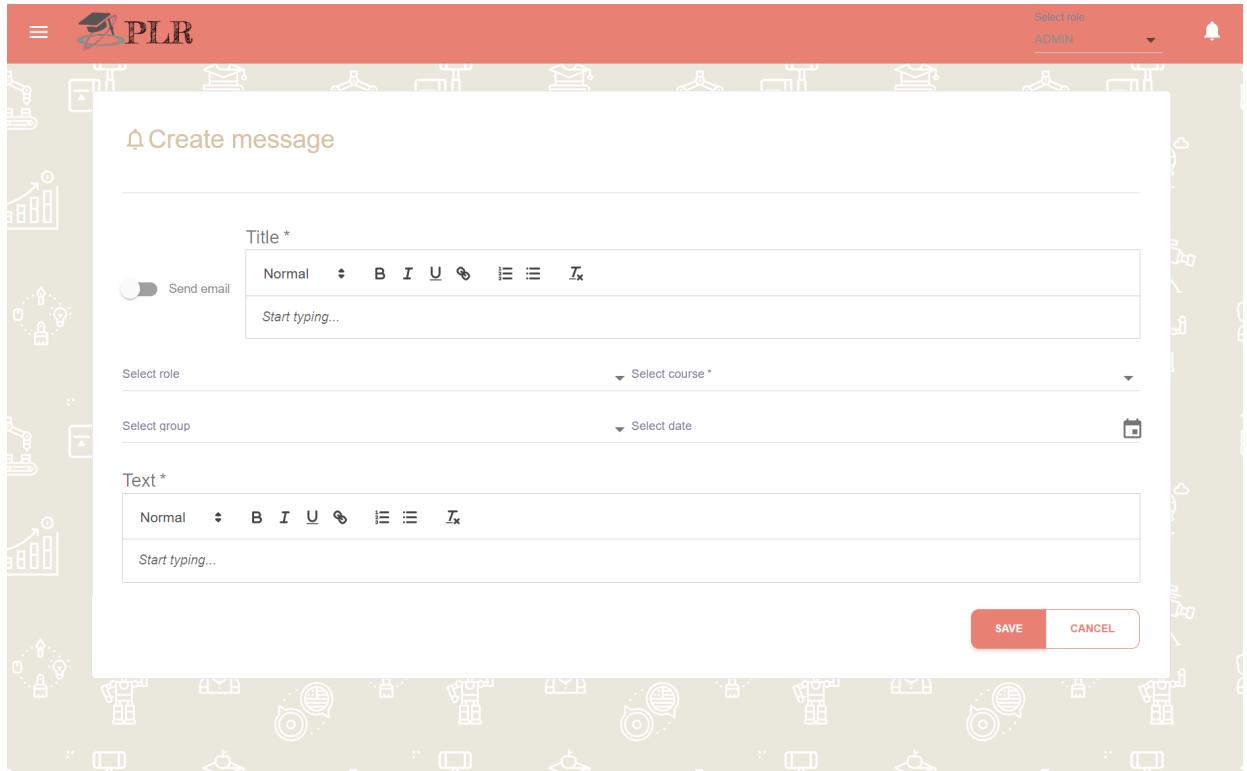 PLR
Select role
ADMIN
Create message
Title *
Normal
Send email
Start typing...
Select role
Select course *
Select group
Select date
Text *
Normal
Start typing...
SAVE
CANCEL